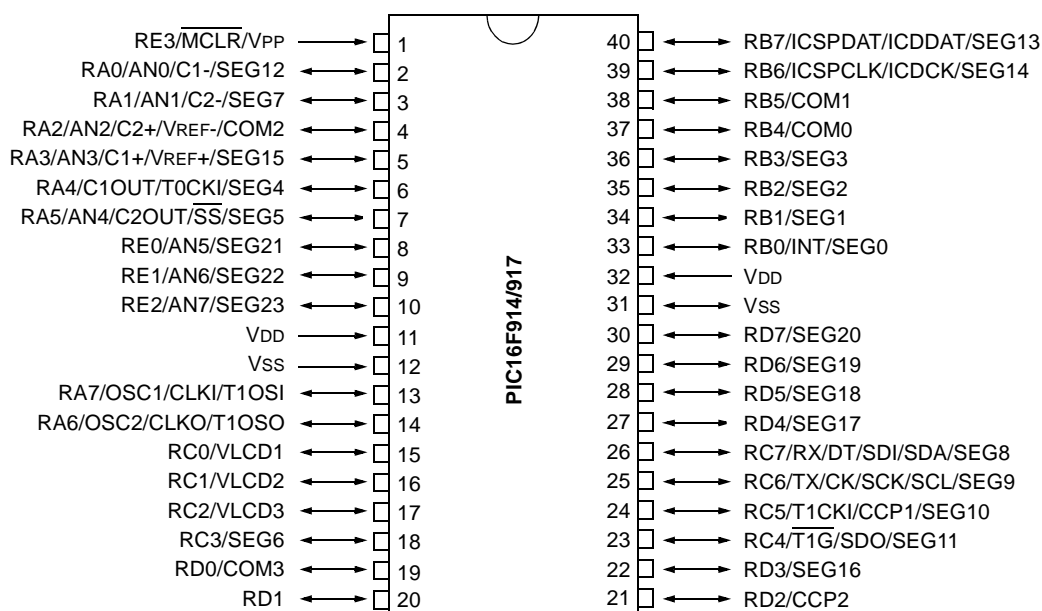 RE3/MCLR/VPP 1
RA0/AN0/C1-/SEG12 2
RA1/AN1/C2-/SEG7 3
RA2/AN2/C2+/VREF-/COM2 4
RA3/AN3/C1+/VREF+/SEG15 5
RA4/C1OUT/T0CKI/SEG4 6
RA5/AN4/C2OUT/SS/SEG5 7
RE0/AN5/SEG21 8
RE1/AN6/SEG22 9
RE2/AN7/SEG23 10
VDD 11
VSS 12
RA7/OSC1/CLKI/T1OSI 13
RA6/OSC2/CLKO/T1OSO 14
RC0/VLCD1 15
RC1/VLCD2 16
RC2/VLCD3 17
RC3/SEG6 18
RD0/COM3 19
RD1 20
PIC16F914/917
40 RB7/ICSPDAT/ICDDAT/SEG13
39 RB6/ICSPCLK/ICDCK/SEG14
38 RB5/COM1
37 RB4/COM0
36 RB3/SEG3
35 RB2/SEG2
34 RB1/SEG1
33 RB0/INT/SEG0
32 VDD
31 VSS
30 RD7/SEG20
29 RD6/SEG19
28 RD5/SEG18
27 RD4/SEG17
26 RC7/RX/DT/SDI/SDA/SEG8
25 RC6/TX/CK/SCK/SCL/SEG9
24 RC5/T1CKI/CCP1/SEG10
23 RC4/T1G/SDO/SEG11
22 RD3/SEG16
21 RD2/CCP2